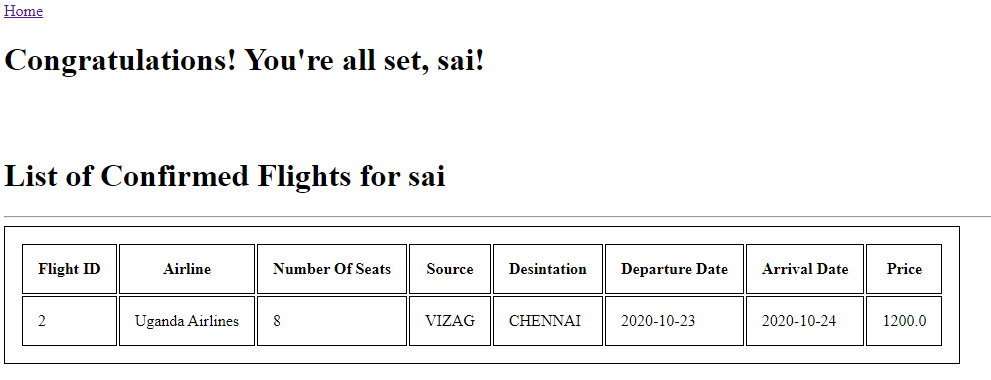 Home
Congratulations! You're all set, sai!
List of Confirmed Flights for sai
Flight ID Airline Number Of Seats Source Desintation Departure Date Arrival Date Price
2 Uganda Airlines 8 VIZAG CHENNAI 2020-10-23 2020-10-24 1200.0